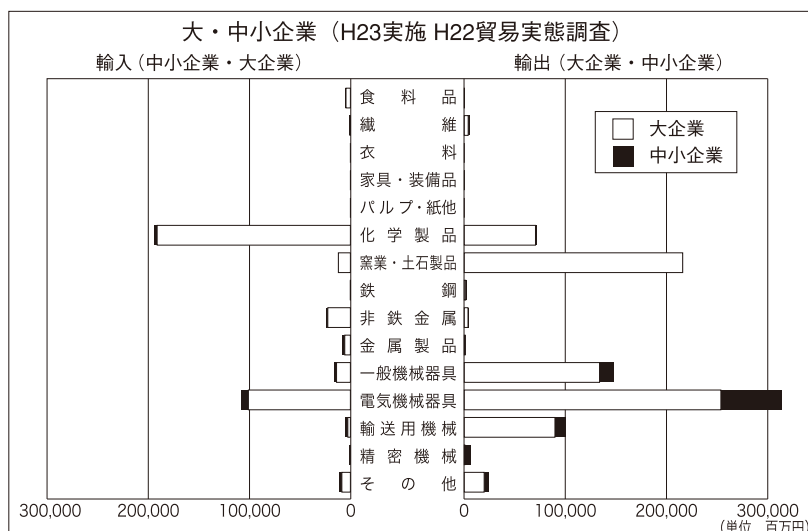 大・中小企業（H23実施 H22貿易実態調査）
輸入（中小企業・大企業）
輸出（大企業・中小企業）
大企業
中小企業
食料品
繊維
衣料
家具・装備品
パルプ・紙他
化学製品
窯業・土石製品
鉄鋼
非鉄金属
金属製品
一般機械器具
電気機械器具
輸送用機械
精密機械
その他
300,000 200,000 100,000 0 0 100,000 200,000 300,000
（単位 百万円）